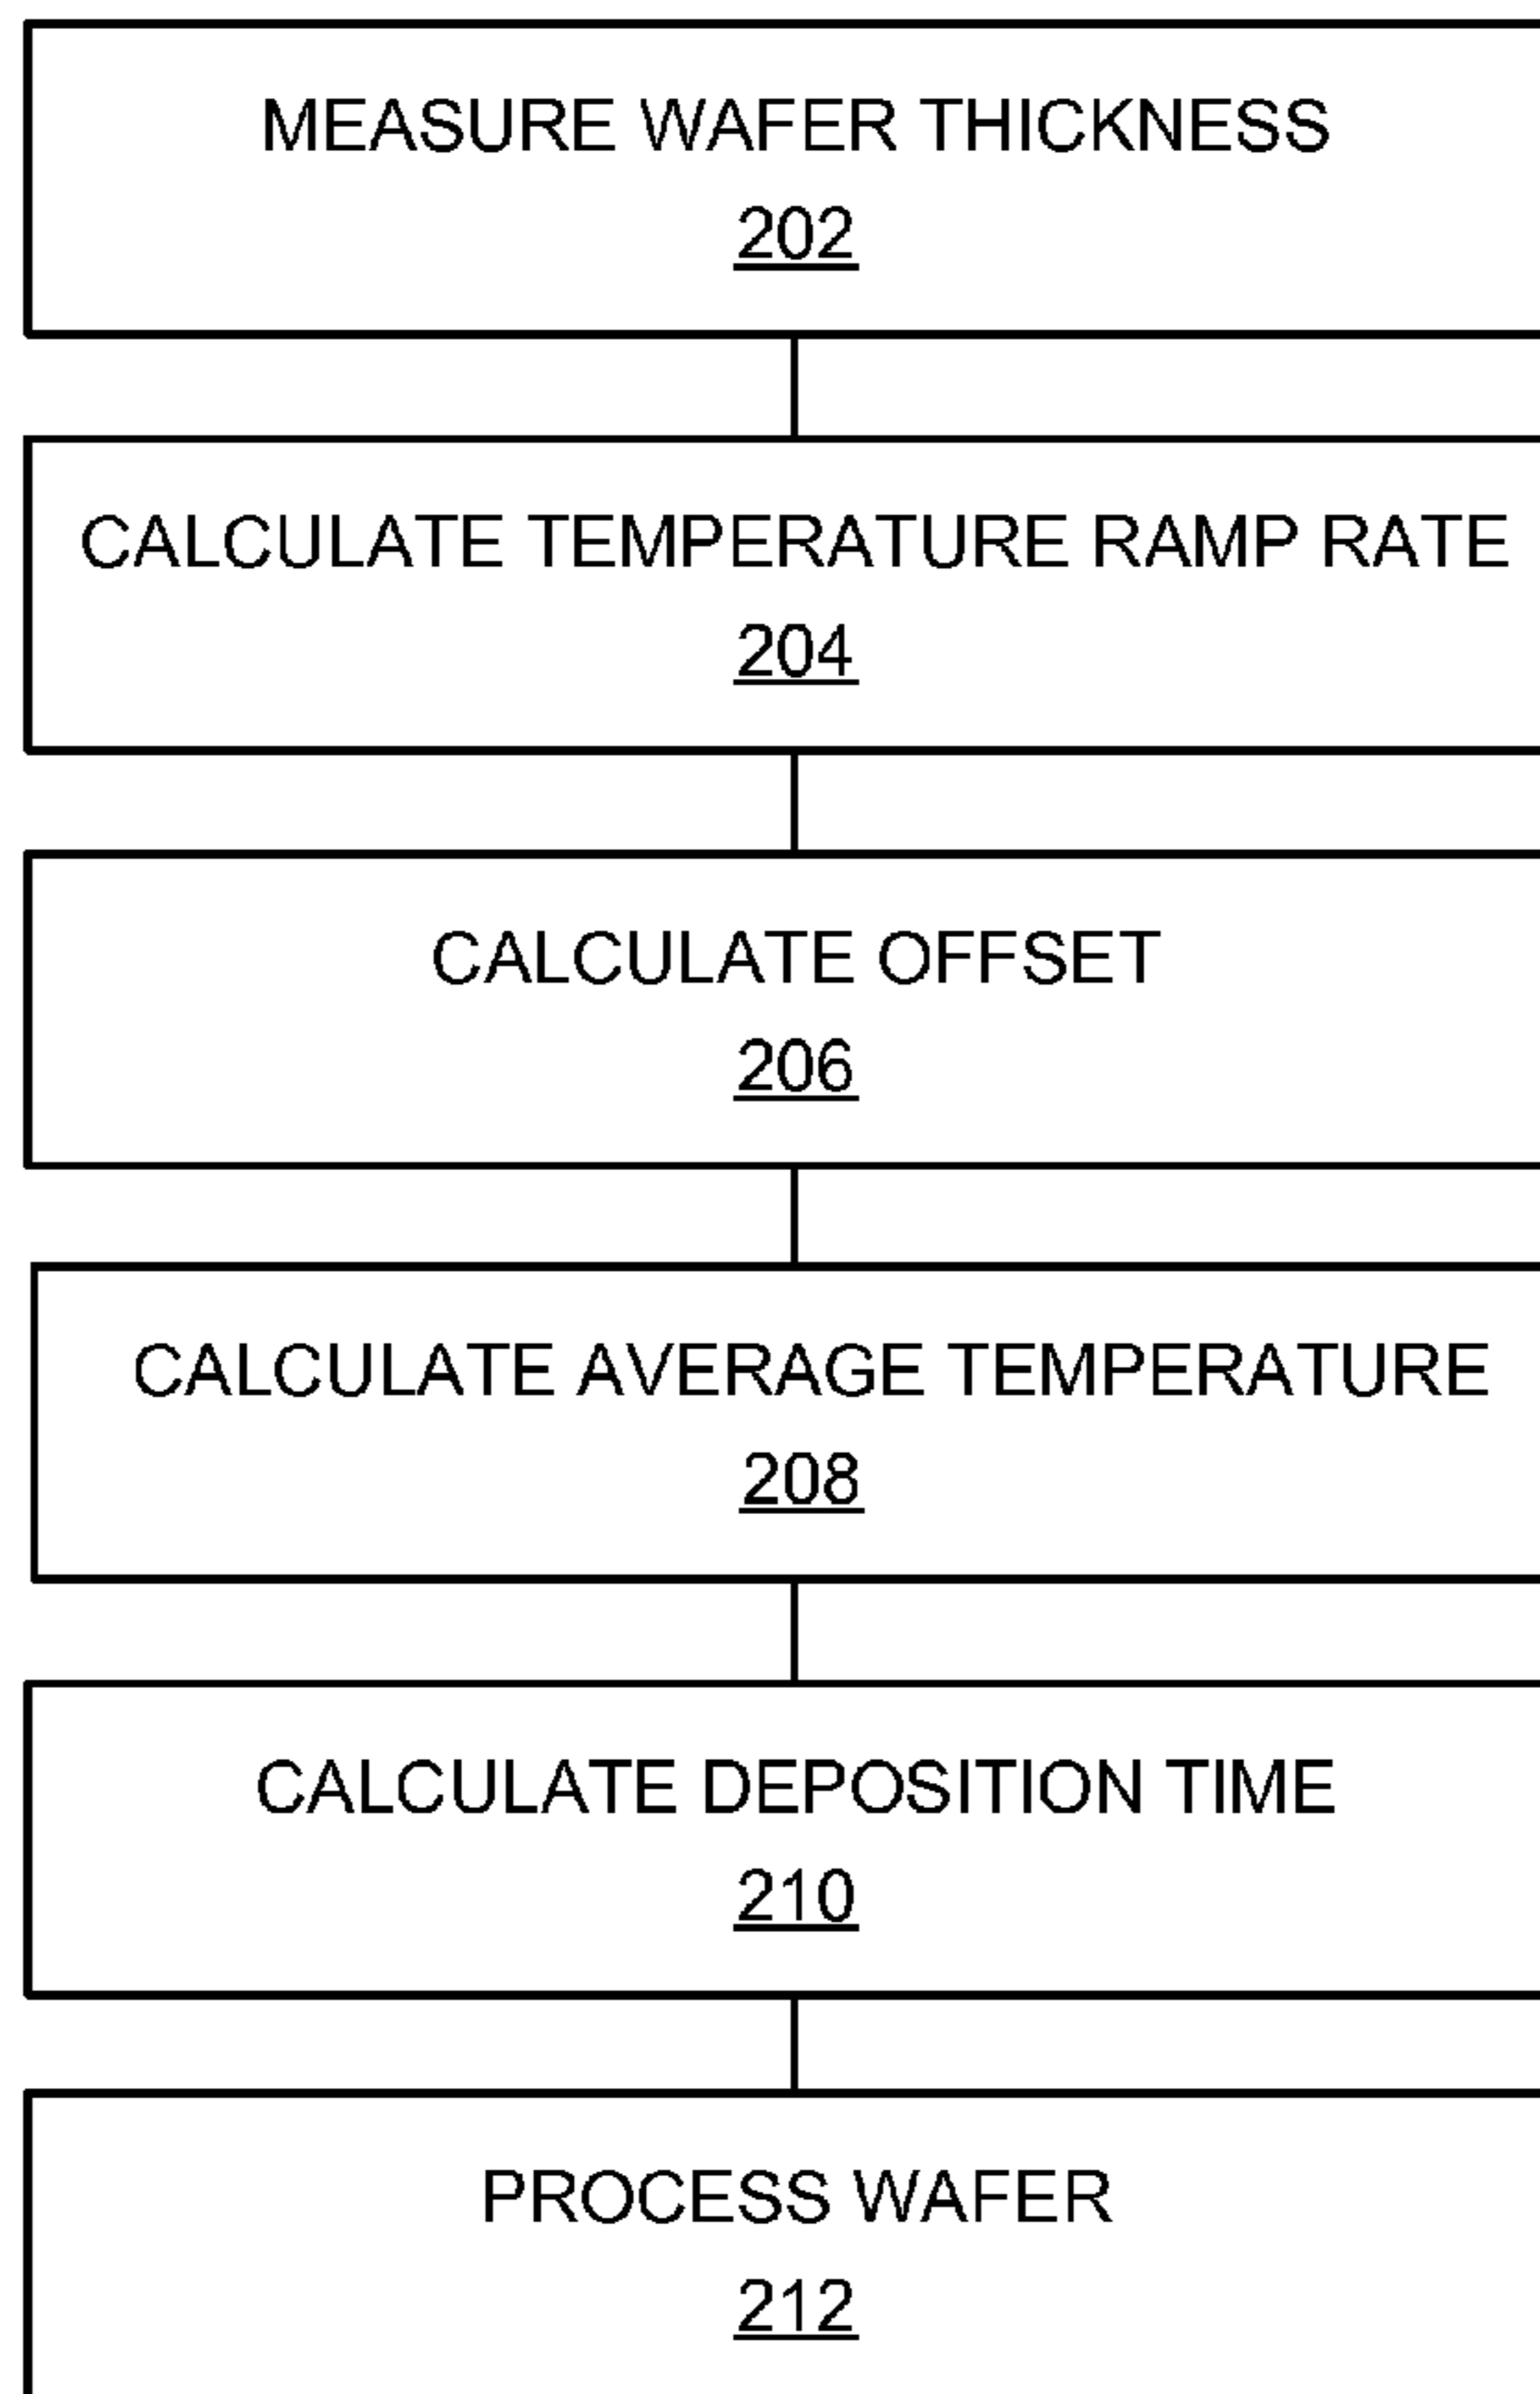 MEASURE WAFER THICKNESS
202
CALCULATE TEMPERATURE RAMP RATE
204
CALCULATE OFFSET
206
CALCULATE AVERAGE TEMPERATURE
208
CALCULATE DEPOSITION TIME
210
PROCESS WAFER
212